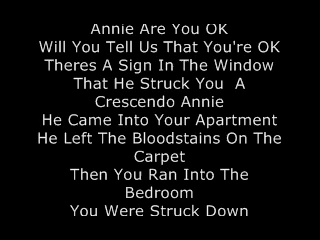 Annie Are You OK
Will You Tell Us That You're OK
Theres A Sign In The Window
That He Struck You  A
Crescendo Annie
He Came Into Your Apartment
He Left The Bloodstains On The
Carpet
Then You Ran Into The
Bedroom
You Were Struck Down